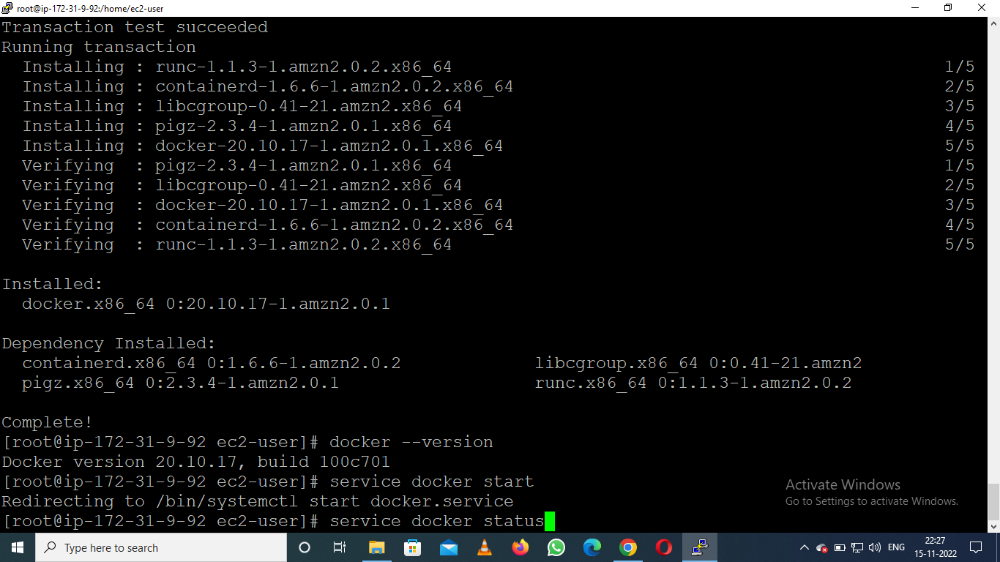 root@ip-172-31-9-92:/home/ec2-user
Transaction test succeeded
Running transaction
Installing : runc-1.1.3-1.amzn2.0.2.x86_64 1/5
Installing : containerd-1.6.6-1.amzn2.0.2.x86_64 2/5
Installing : libcgroup-0.41-21.amzn2.x86_64 3/5
Installing : pigz-2.3.4-1.amzn2.0.1.x86_64 4/5
Installing : docker-20.10.17-1.amzn2.0.1.x86_64 5/5
Verifying : pigz-2.3.4-1.amzn2.0.1.x86_64 1/5
Verifying : libcgroup-0.41-21.amzn2.x86_64 2/5
Verifying : docker-20.10.17-1.amzn2.0.1.x86_64 3/5
Verifying : containerd-1.6.6-1.amzn2.0.2.x86_64 4/5
Verifying : runc-1.1.3-1.amzn2.0.2.x86_64 5/5
Installed:
docker.x86_64 0:20.10.17-1.amzn2.0.1
Dependency Installed:
containerd.x86_64 0:1.6.6-1.amzn2.0.2 libcgroup.x86_64 0:0.41-21.amzn2
pigz.x86_64 0:2.3.4-1.amzn2.0.1 runc.x86_64 0:1.1.3-1.amzn2.0.2
Complete!
[root@ip-172-31-9-92 ec2-user]# docker --version
Docker version 20.10.17, build 100c701
[root@ip-172-31-9-92 ec2-user]# service docker start
Redirecting to /bin/systemctl start docker.service
[root@ip-172-31-9-92 ec2-user]# service docker status
Activate Windows
Go to Settings to activate Windows.
Type here to search
ENG
22:27
15-11-2022